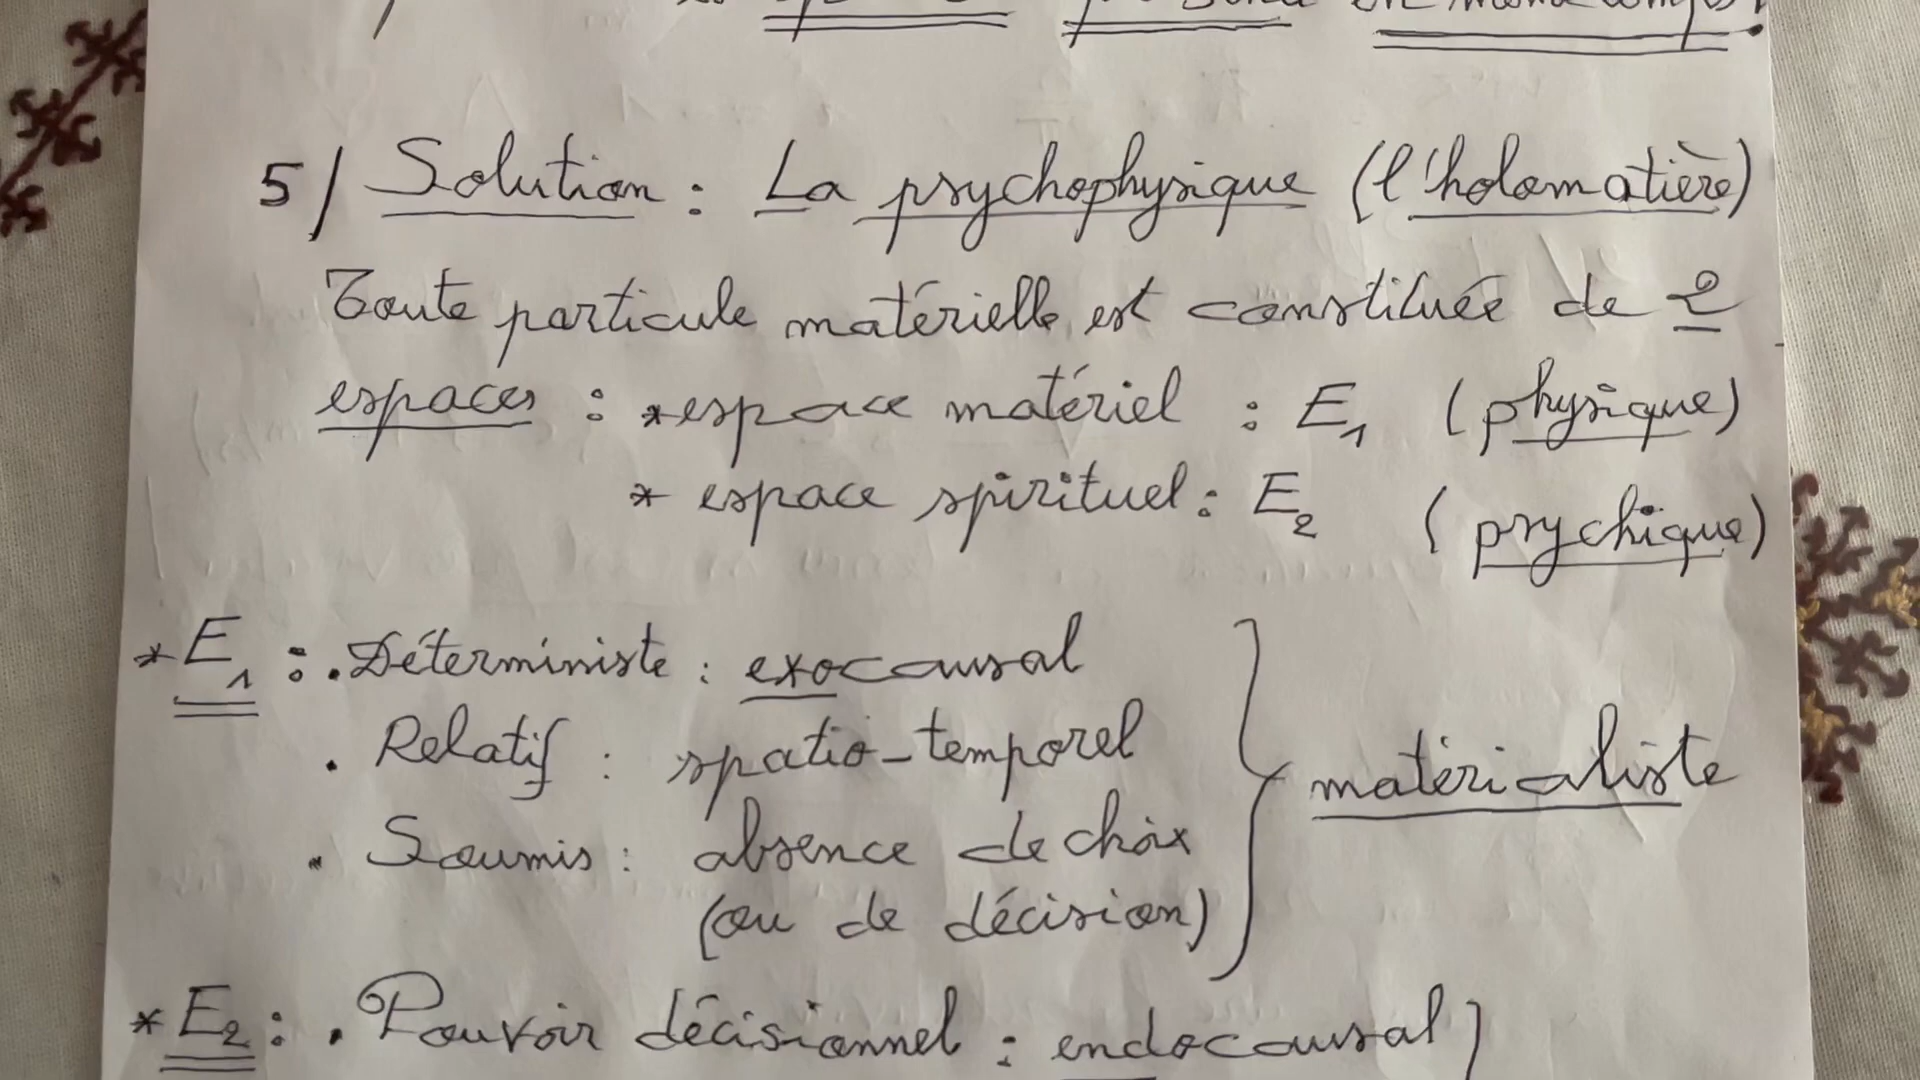 5/ Solution : La psychophysique (l'holomatière)
Toute particule matérielle est constituée de 2
espaces : * espace matériel : E1 (physique)
* espace spirituel : E2 (psychique)
* E1 : . Déterministe : exocausal
. Relatif : spatio-temporel
. Soumis : absence de choix
(ou de décision)
matérialiste
* E2 : . Pouvoir décisionnel : endocausal